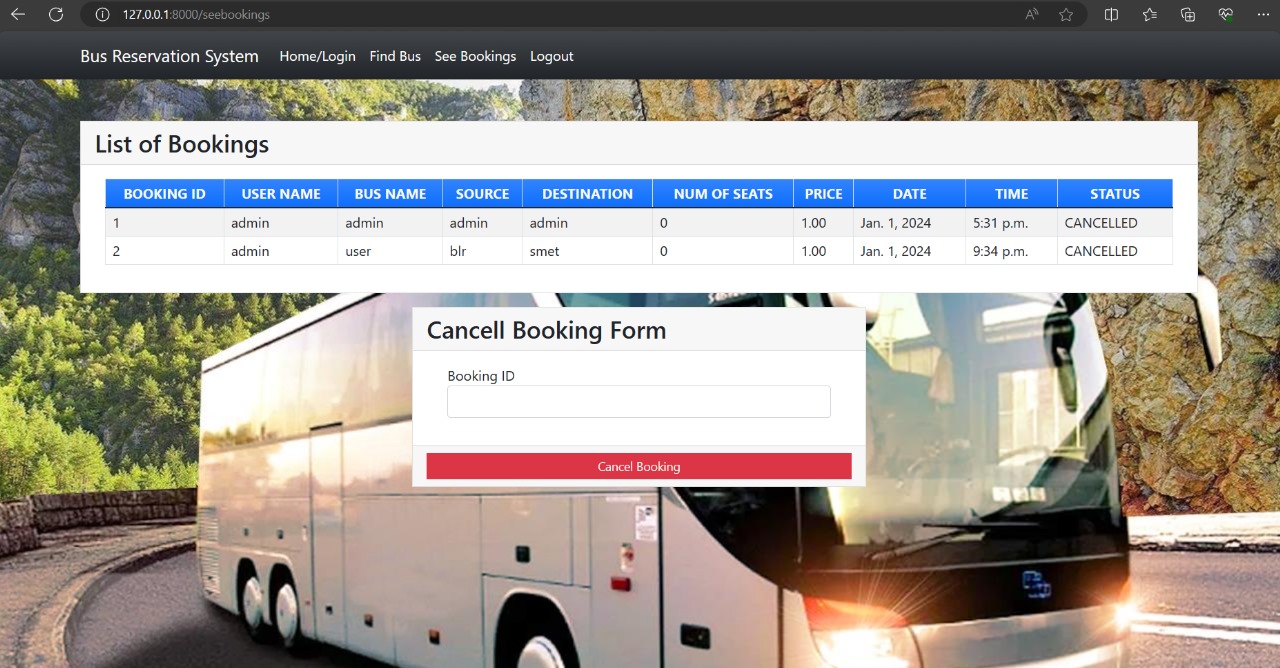 127.0.0.1:8000/seebookings
Bus Reservation System Home/Login Find Bus See Bookings Logout
List of Bookings
BOOKING ID USER NAME BUS NAME SOURCE DESTINATION NUM OF SEATS PRICE DATE TIME STATUS
1 admin admin admin admin 0 1.00 Jan. 1, 2024 5:31 p.m. CANCELLED
2 admin user blr smet 0 1.00 Jan. 1, 2024 9:34 p.m. CANCELLED
Cancell Booking Form
Booking ID
Cancel Booking